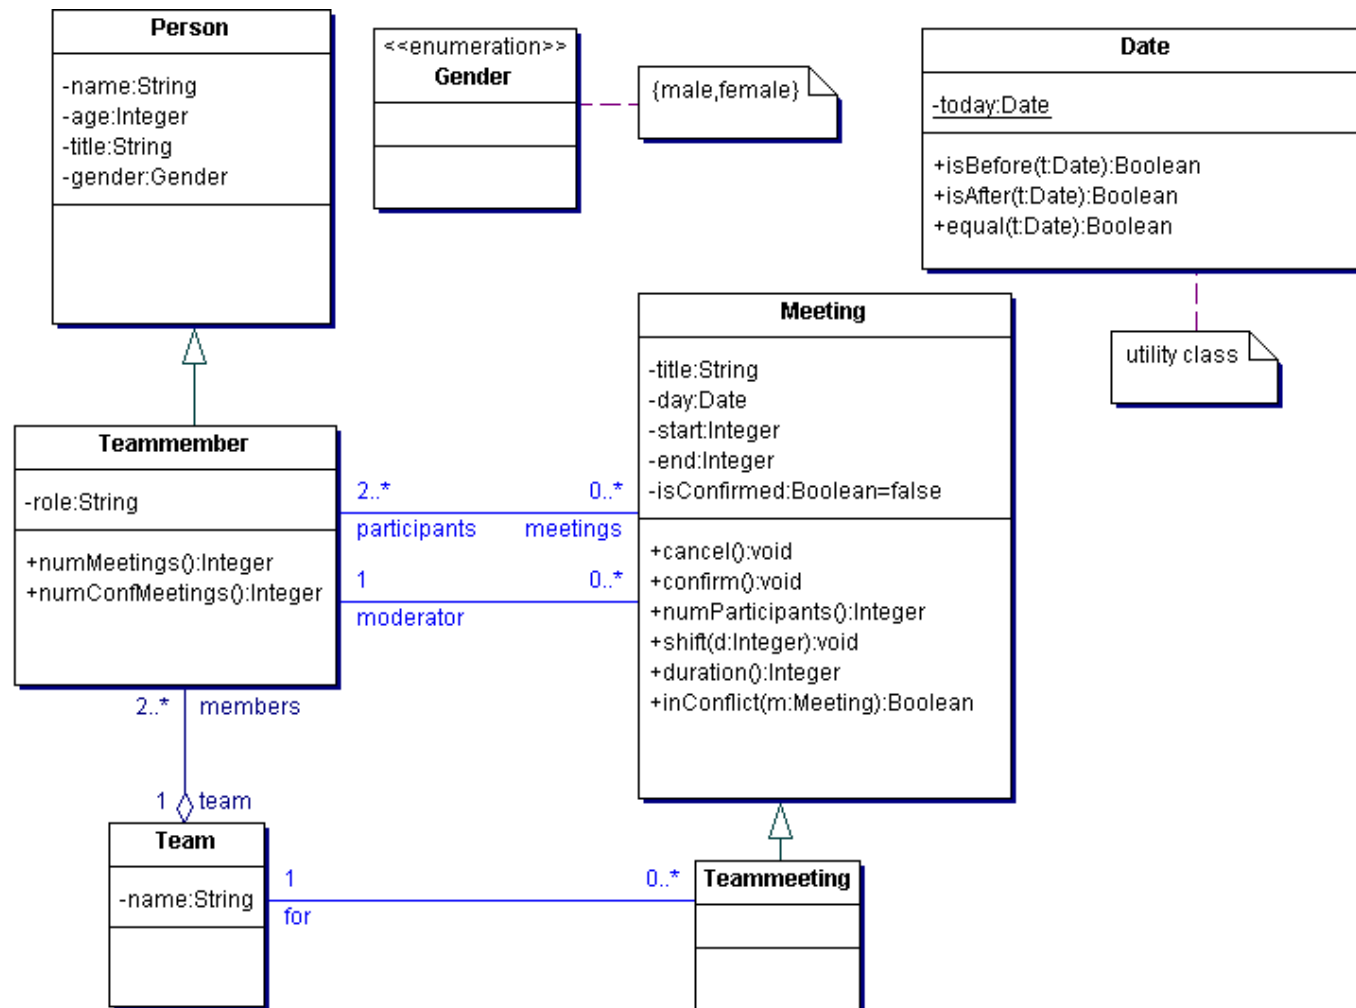 Person
-name:String
-age:Integer
-title:String
-gender:Gender
<<enumeration>>
Gender
{male,female}
Date
-today:Date
+isBefore(t:Date):Boolean
+isAfter(t:Date):Boolean
+equal(t:Date):Boolean
utility class
Teammember
-role:String
+numMeetings():Integer
+numConfMeetings():Integer
2..*
0..*
participants
meetings
1
0..*
moderator
Meeting
-title:String
-day:Date
-start:Integer
-end:Integer
-isConfirmed:Boolean=false
+cancel():void
+confirm():void
+numParticipants():Integer
+shift(d:Integer):void
+duration():Integer
+inConflict(m:Meeting):Boolean
2..* members
1 team
Team
-name:String
1
0..*
for
Teammeeting